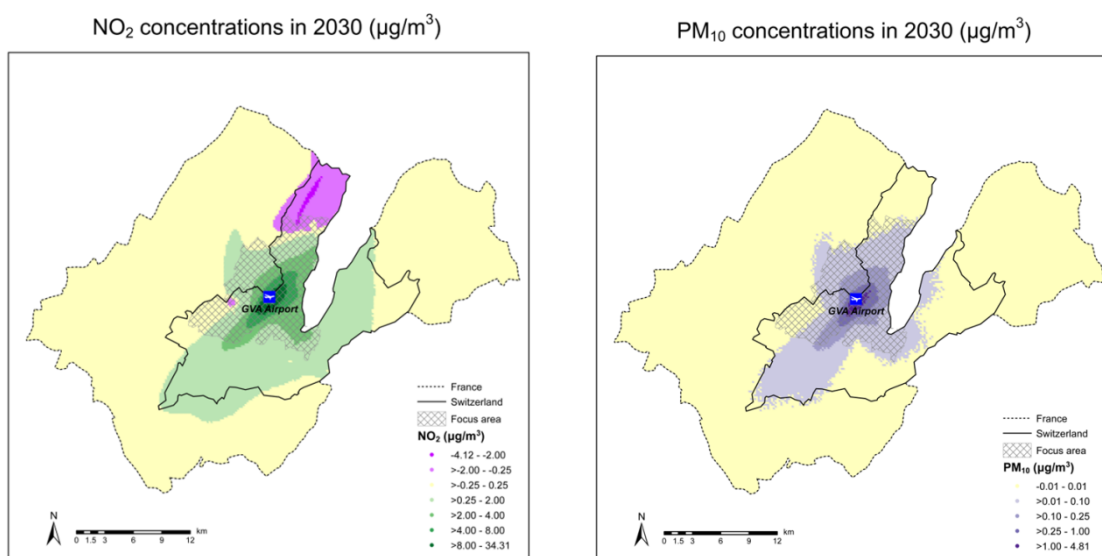 NO₂ concentrations in 2030 (µg/m³)
GVA Airport
France
Switzerland
Focus area
NO₂ (µg/m³)
-4.12 - -2.00
>-2.00 - -0.25
>-0.25 - 0.25
>0.25 - 2.00
>2.00 - 4.00
>4.00 - 8.00
>8.00 - 34.31
N
km
0 1.5 3 6 9 12
PM₁₀ concentrations in 2030 (µg/m³)
GVA Airport
France
Switzerland
Focus area
PM₁₀ (µg/m³)
-0.01 - 0.01
>0.01 - 0.10
>0.10 - 0.25
>0.25 - 1.00
>1.00 - 4.81
N
km
0 1.5 3 6 9 12